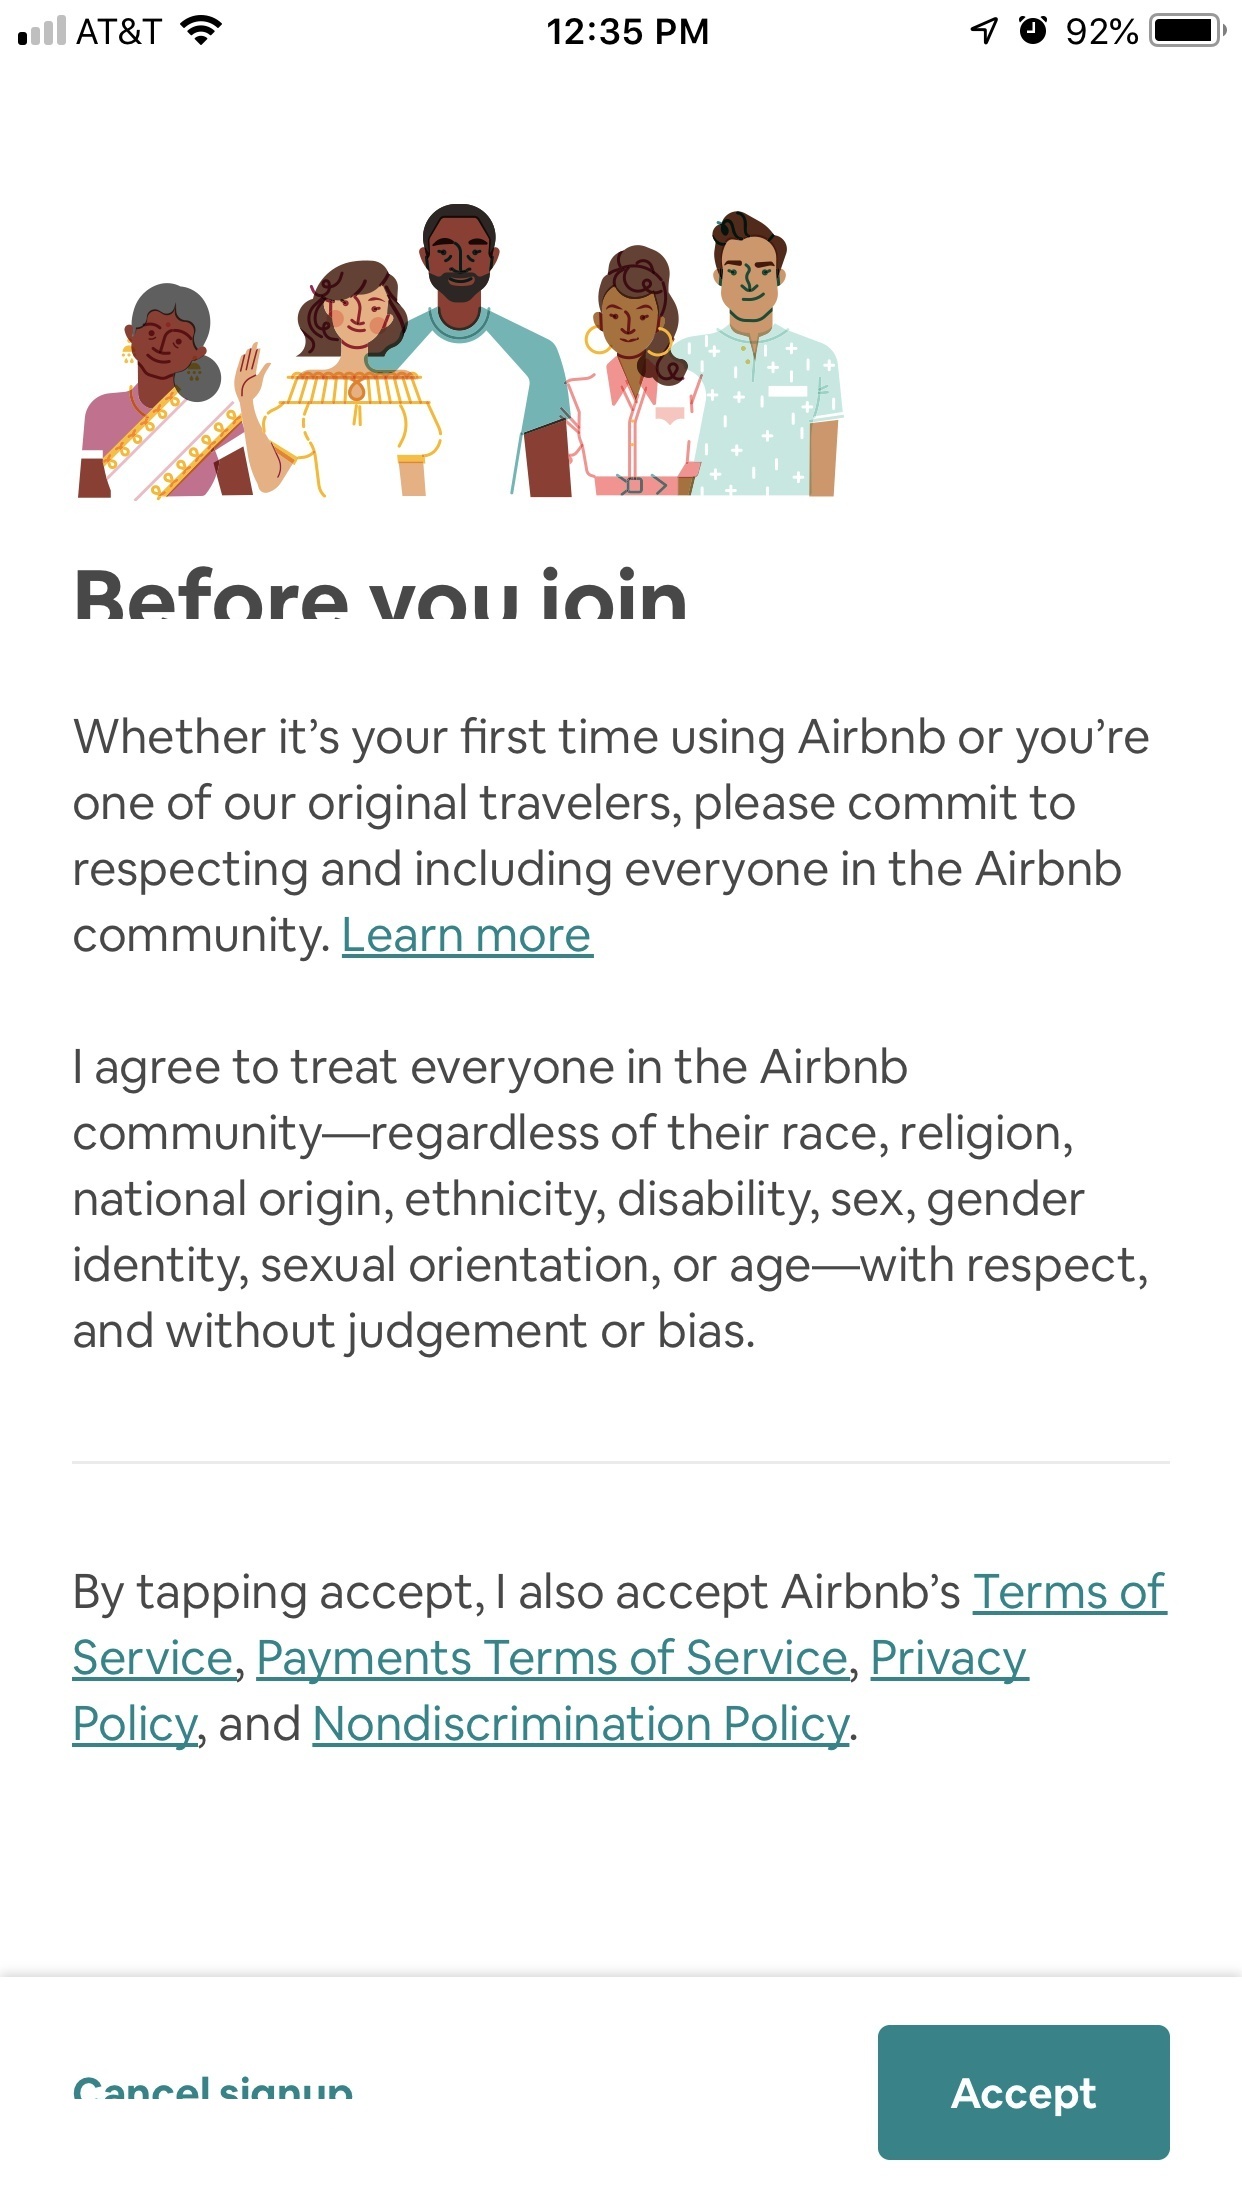 AT&T 12:35 PM 92%
Before you join
Whether it’s your first time using Airbnb or you’re
one of our original travelers, please commit to
respecting and including everyone in the Airbnb
community. Learn more
I agree to treat everyone in the Airbnb
community—regardless of their race, religion,
national origin, ethnicity, disability, sex, gender
identity, sexual orientation, or age—with respect,
and without judgement or bias.
By tapping accept, I also accept Airbnb’s Terms of
Service, Payments Terms of Service, Privacy
Policy, and Nondiscrimination Policy.
Cancel signup
Accept